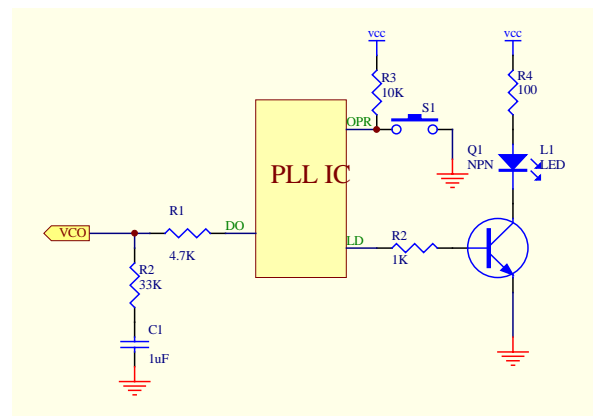 vcc
vcc
R3
10K
R4
100
S1
OPR
Q1
NPN
L1
LED
PLL IC
R1
DO
VCO
4.7K
LD
R2
1K
R2
33K
C1
1uF